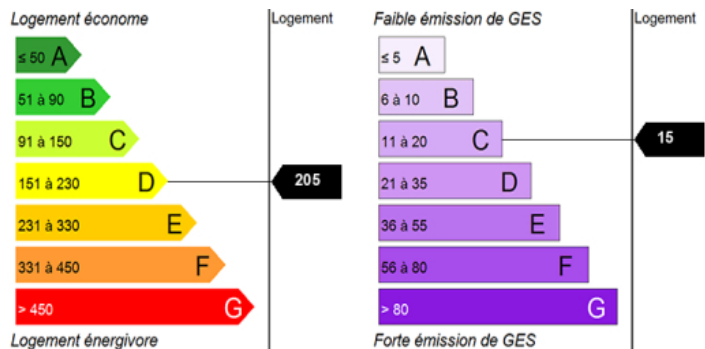 Logement économe
Logement
≤ 50 A
51 à 90 B
91 à 150 C
151 à 230 D
205
231 à 330 E
331 à 450 F
> 450 G
Logement énergivore
Faible émission de GES
Logement
≤ 5 A
6 à 10 B
11 à 20 C
15
21 à 35 D
36 à 55 E
56 à 80 F
> 80 G
Forte émission de GES